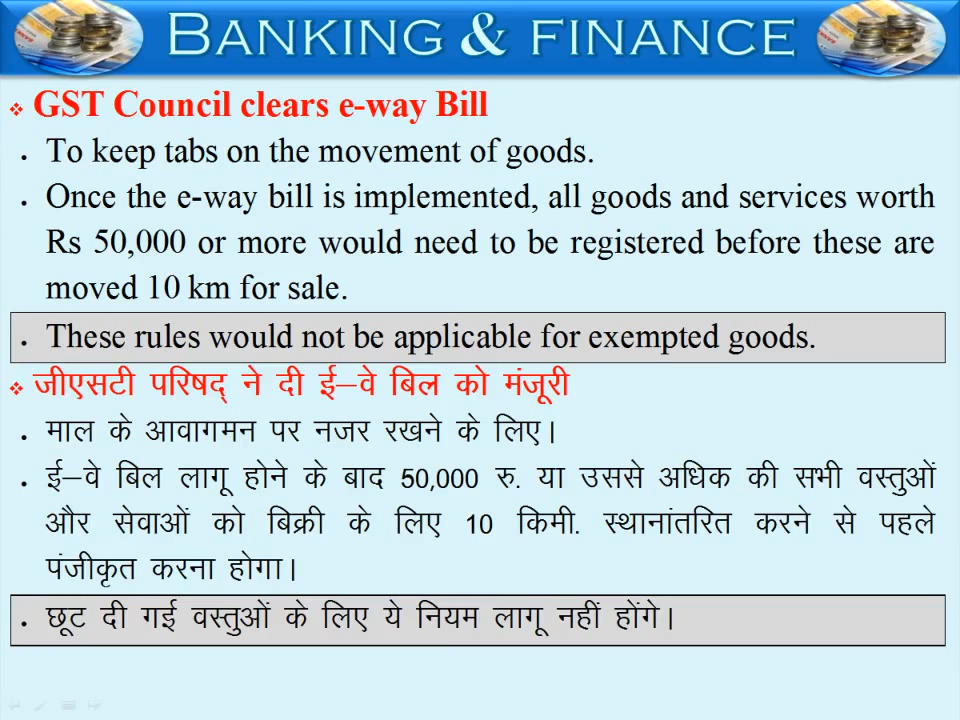 BANKING & FINANCE
❖ GST Council clears e-way Bill
• To keep tabs on the movement of goods.
• Once the e-way bill is implemented, all goods and services worth
Rs 50,000 or more would need to be registered before these are
moved 10 km for sale.
• These rules would not be applicable for exempted goods.
❖ जीएसटी परिषद् ने दी ई–वे बिल को मंजूरी
• माल के आवागमन पर नजर रखने के लिए।
• ई–वे बिल लागू होने के बाद 50,000 रु. या उससे अधिक की सभी वस्तुओं
और सेवाओं को बिक्री के लिए 10 किमी. स्थानांतरित करने से पहले
पंजीकृत करना होगा।
• छूट दी गई वस्तुओं के लिए ये नियम लागू नहीं होंगे।